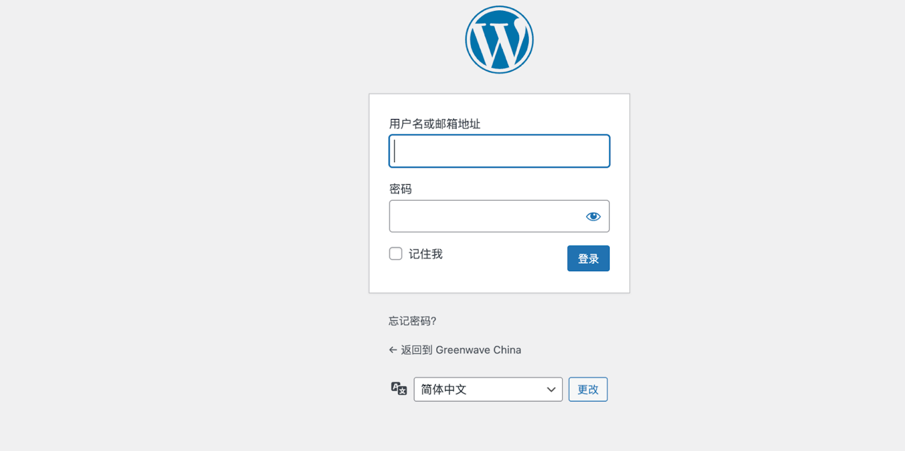 用户名或邮箱地址
密码
记住我
登录
忘记密码?
← 返回到 Greenwave China
简体中文
更改